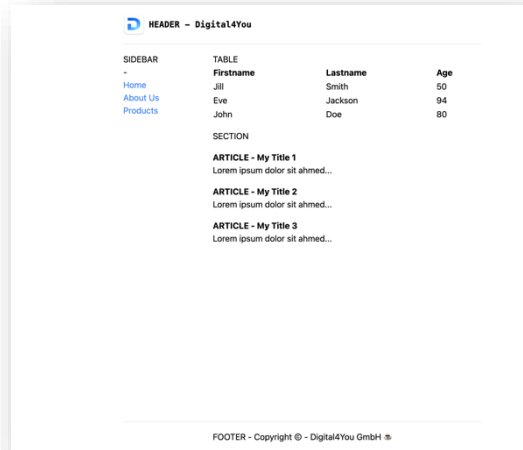 HEADER – Digital4You
SIDEBAR
-
Home
About Us
Products
TABLE
Firstname Lastname Age
Jill Smith 50
Eve Jackson 94
John Doe 80
SECTION
ARTICLE - My Title 1
Lorem ipsum dolor sit ahmed...
ARTICLE - My Title 2
Lorem ipsum dolor sit ahmed...
ARTICLE - My Title 3
Lorem ipsum dolor sit ahmed...
FOOTER - Copyright © - Digital4You GmbH ☕